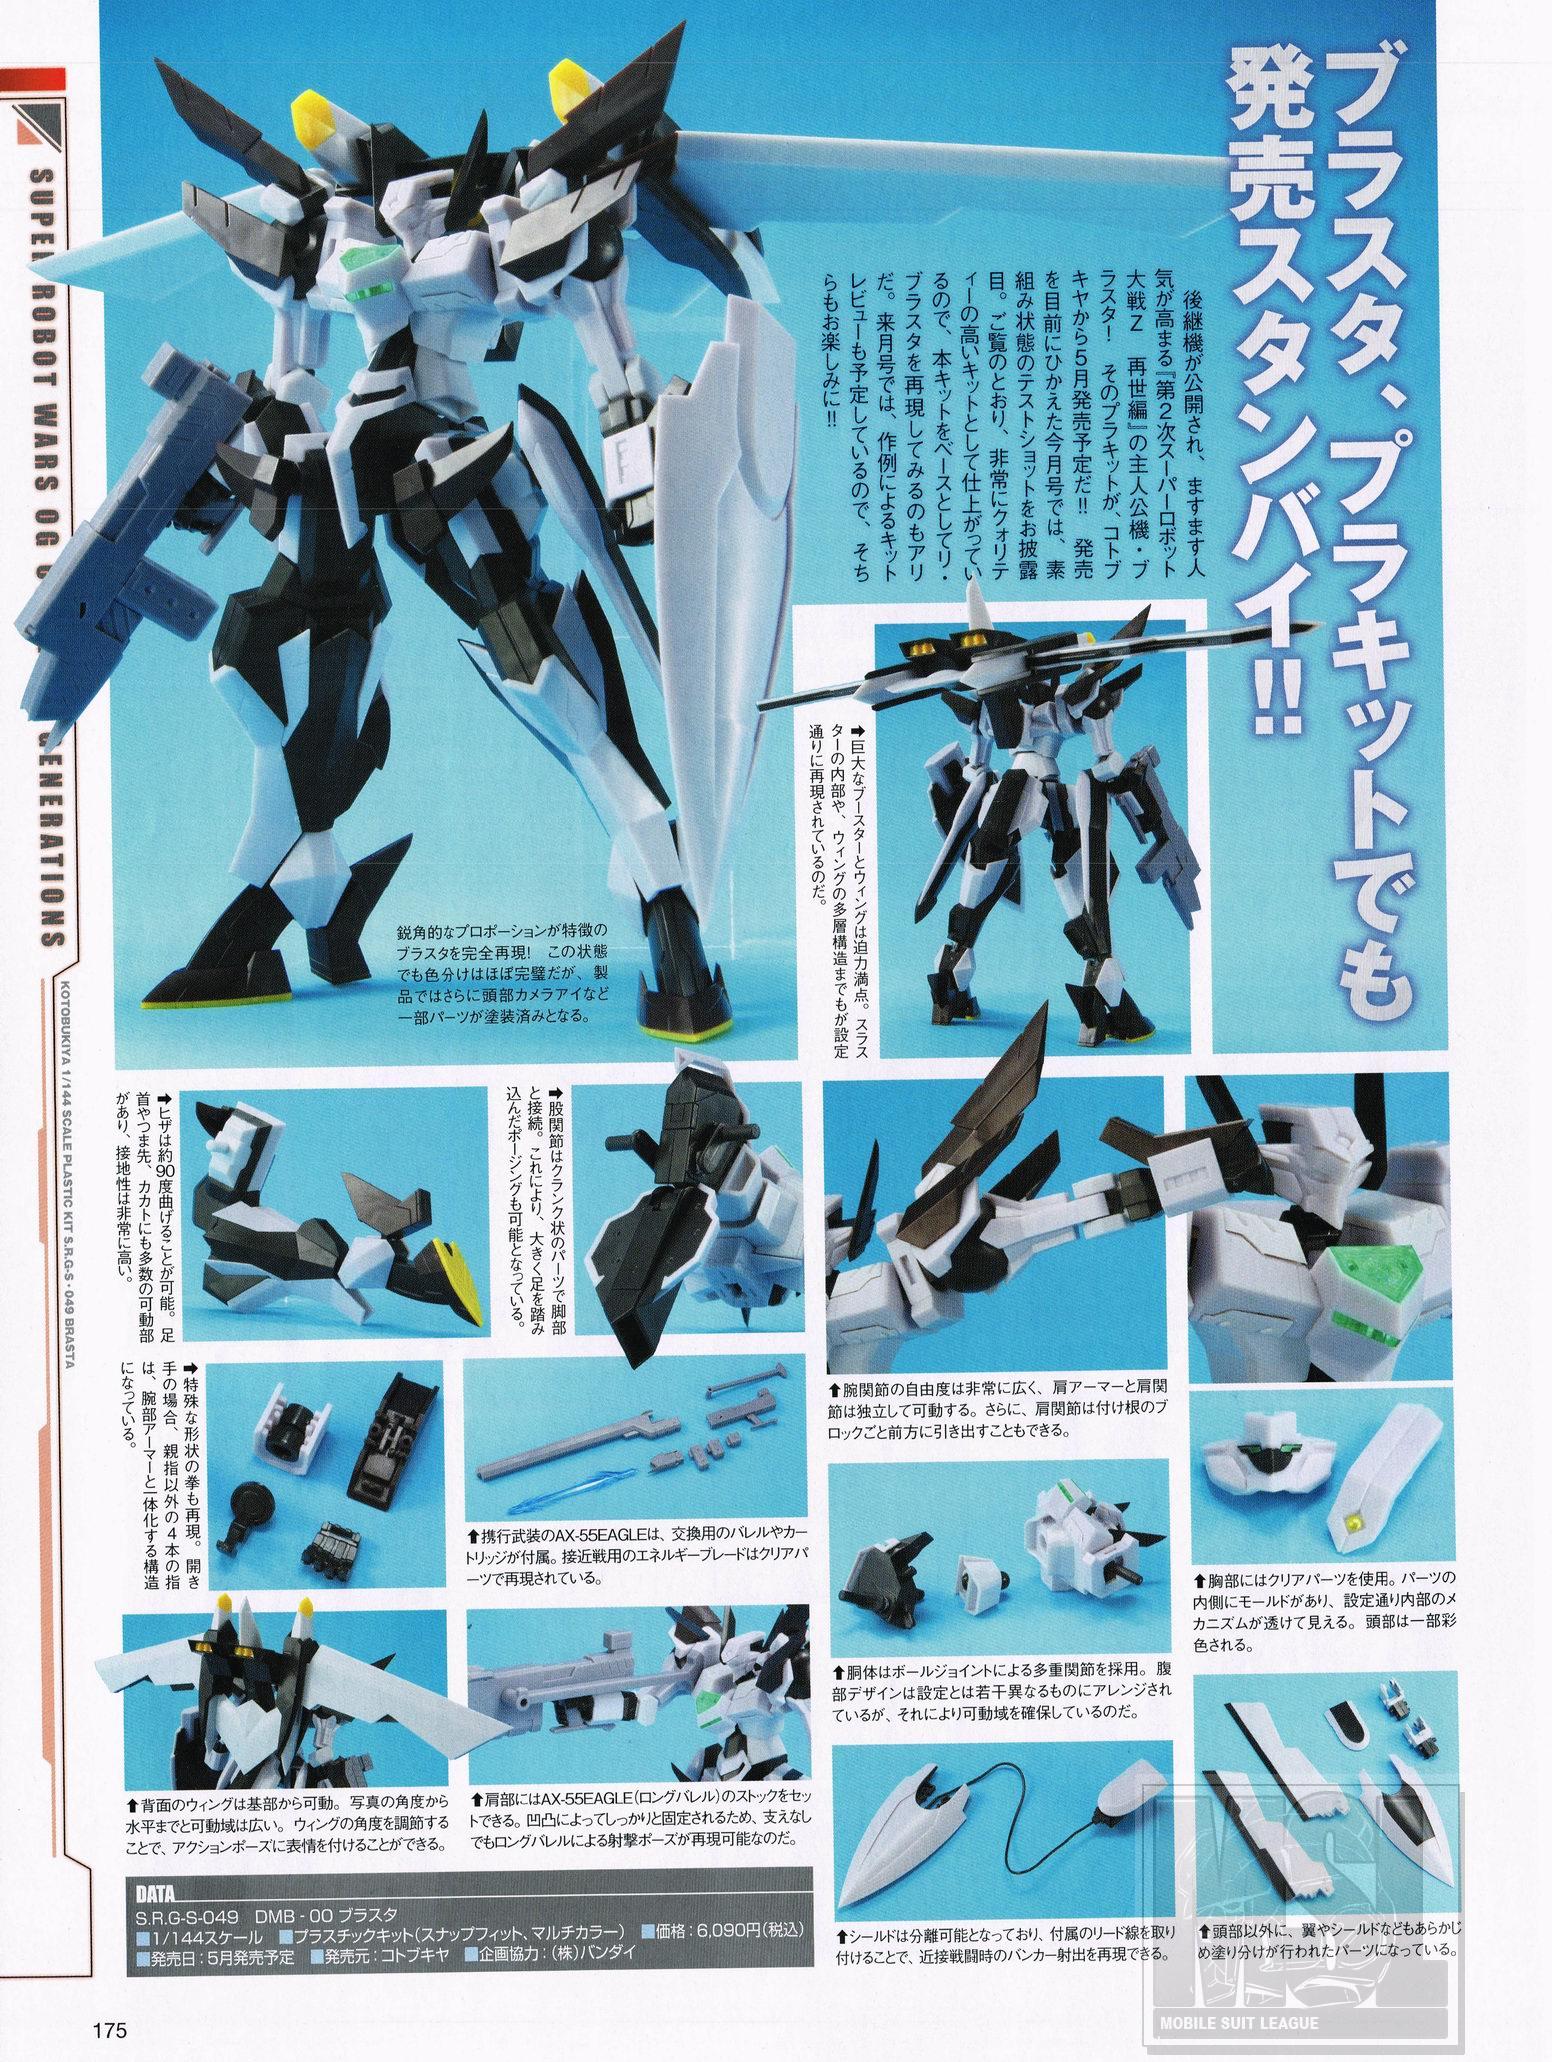 ブラスタ、プラキットでも
発売スタンバイ!!
後継機が公開され、ますます人
気が高まる『第2次スーパーロボット
大戦Z 再世編』の主人公機・ブ
ラスタ! そのプラキットが、コトブ
キヤから5月発売予定だ!! 発売
を目前にひかえた今月号では、素
組み状態のテストショットをお披露
目。ご覧のとおり、非常にクォリテ
ィーの高いキットとして仕上がってい
るので、本キットをベースとしてリ・
ブラスタを再現してみるのもアリ
だ。来月号では、作例によるキット
レビューも予定しているので、そち
らもお楽しみに!!
SUPER ROBOT WARS OG
GENERATIONS
KOTOBUKIYA 1/144 SCALE PLASTIC KIT S.R.G-S・049 BRASTA
鋭角的なプロポーションが特徴の
ブラスタを完全再現! この状態
でも色分けはほぼ完璧だが、製
品ではさらに頭部カメラアイなど
一部パーツが塗装済みとなる。
➡巨大なブースターとウィングは迫力満点。スラス
ターの内部や、ウィングの多層構造までもが設定
通りに再現されているのだ。
➡ヒザは約90度曲げることが可能。足
首やつま先、カカトにも多数の可動部
があり、接地性は非常に高い。
➡股関節はクランク状のパーツで脚部
と接続。これにより、大きく足を踏み
込んだポージングも可能となっている。
⬆腕関節の自由度は非常に広く、肩アーマーと肩関
節は独立して可動する。さらに、肩関節は付け根のブ
ロックごと前方に引き出すこともできる。
➡特殊な形状の拳も再現。開き
手の場合、親指以外の4本の指
は、腕部アーマーと一体化する構造
になっている。
⬆携行武装のAX-55EAGLEは、交換用のバレルやカー
トリッジが付属。接近戦用のエネルギーブレードはクリアパ
ーツで再現されている。
⬆胸部にはクリアパーツを使用。パーツの
内側にモールドがあり、設定通り内部のメ
カニズムが透けて見える。頭部は一部彩
色される。
⬆胴体はボールジョイントによる多重関節を採用。腹
部デザインは設定とは若干異なるものにアレンジされ
ているが、それにより可動域を確保しているのだ。
⬆背面のウィングは基部から可動。写真の角度から
水平までと可動域は広い。ウィングの角度を調節する
ことで、アクションポーズに表情を付けることができる。
⬆肩部にはAX-55EAGLE(ロングバレル)のストックをセッ
トできる。凹凸によってしっかりと固定されるため、支えなし
でもロングバレルによる射撃ポーズが再現可能なのだ。
⬆シールドは分離可能となっており、付属のリード線を取り
付けることで、近接戦闘時のバンカー射出を再現できる。
⬆頭部以外に、翼やシールドなどもあらかじ
め塗り分けが行われたパーツになっている。
DATA
S.R.G-S-049 DMB-00 ブラスタ
■1/144スケール ■プラスチックキット(スナップフィット、マルチカラー) ■価格:6,090円(税込)
■発売日:5月発売予定 ■発売元:コトブキヤ ■企画協力:(株)バンダイ
175
MSL
MOBILE SUIT LEAGUE